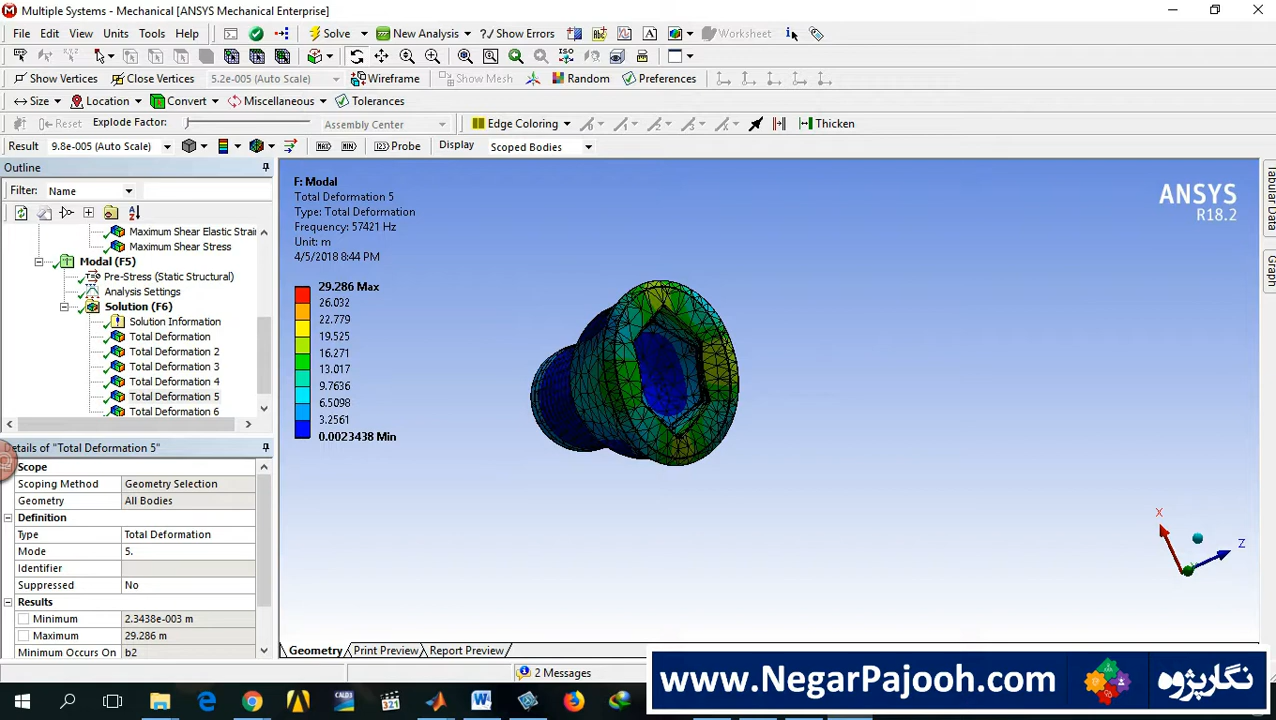 Multiple Systems - Mechanical [ANSYS Mechanical Enterprise]
File Edit View Units Tools Help Solve New Analysis ?/ Show Errors Worksheet
Show Vertices Close Vertices 5.2e-005 (Auto Scale) Wireframe Show Mesh Random Preferences
Size Location Convert Miscellaneous Tolerances
Reset Explode Factor: Assembly Center Edge Coloring Thicken
Result 9.8e-005 (Auto Scale) MAX MIN Probe Display Scoped Bodies
Outline
Filter: Name
Maximum Shear Elastic Strain
Maximum Shear Stress
Modal (F5)
Pre-Stress (Static Structural)
Analysis Settings
Solution (F6)
Solution Information
Total Deformation
Total Deformation 2
Total Deformation 3
Total Deformation 4
Total Deformation 5
Total Deformation 6
Details of "Total Deformation 5"
Scope
Scoping Method Geometry Selection
Geometry All Bodies
Definition
Type Total Deformation
Mode 5.
Identifier
Suppressed No
Results
Minimum 2.3438e-003 m
Maximum 29.286 m
Minimum Occurs On b2
F: Modal
Total Deformation 5
Type: Total Deformation
Frequency: 57421 Hz
Unit: m
4/5/2018 8:44 PM
29.286 Max
26.032
22.779
19.525
16.271
13.017
9.7636
6.5098
3.2561
0.0023438 Min
ANSYS
R18.2
Tabular Data
Graph
X
Z
Geometry Print Preview Report Preview
2 Messages
www.NegarPajooh.com
نگارپژوه